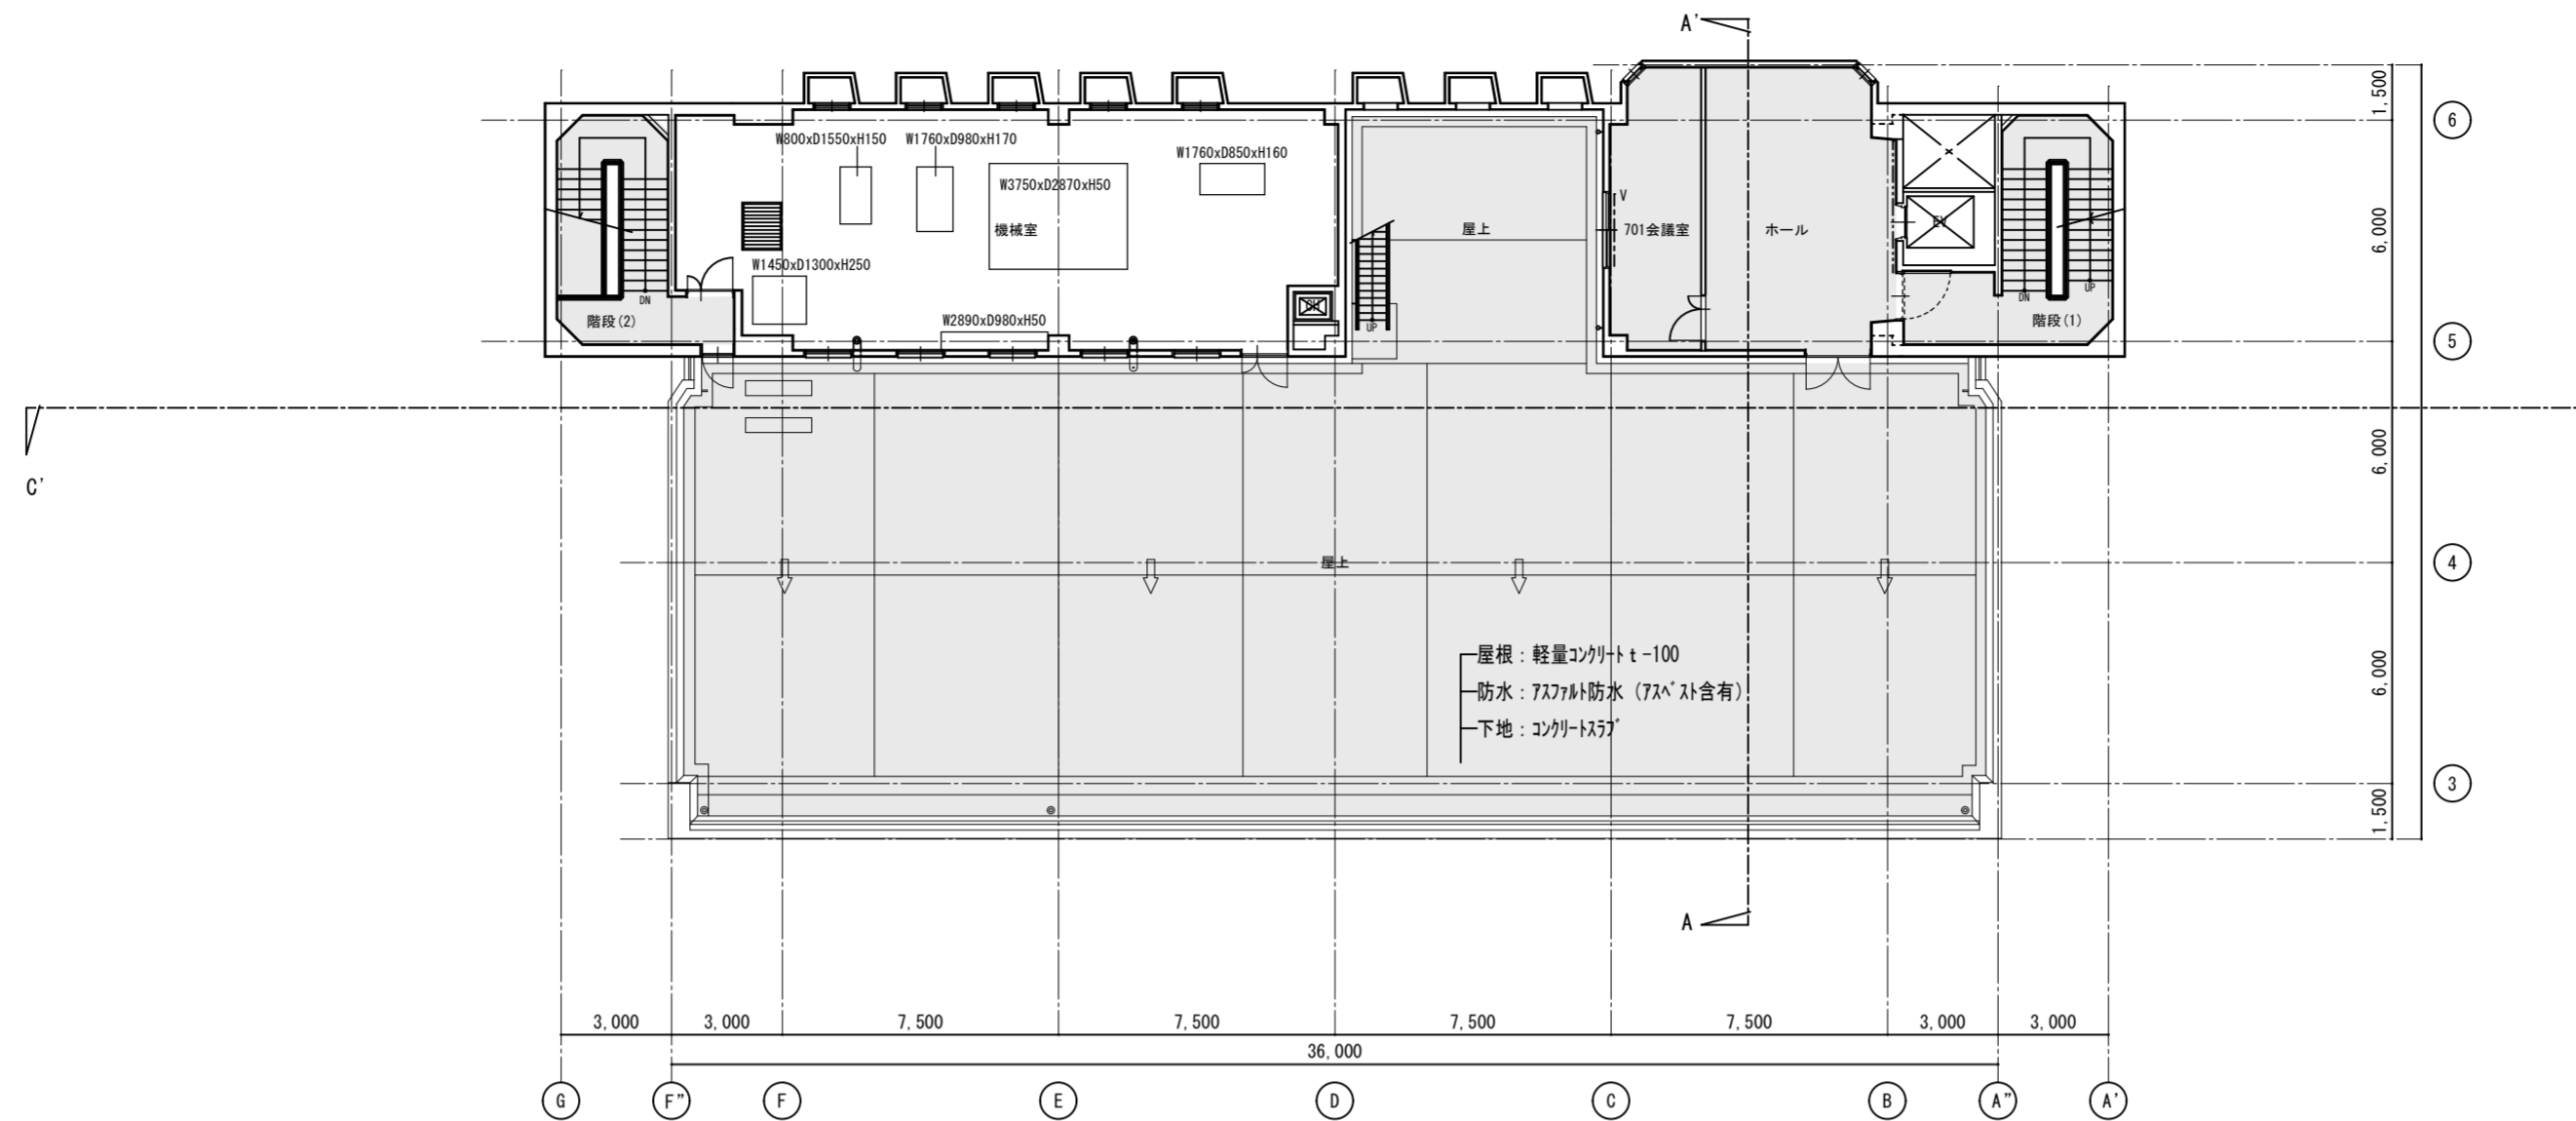 A'
1,500
6
W800xD1550xH150
W1760xD980xH170
W1760xD850xH160
W3750xD2870xH50
V
機械室
屋上
701会議室
ホール
EV
6,000
W1450xD1300xH250
DN
UP
DN
UP
階段(2)
W2890xD980xH50
階段(1)
5
C'
6,000
屋上
4
屋根：軽量ｺﾝｸﾘｰﾄ t -100
防水：ｱｽﾌｧﾙﾄ防水（ｱｽﾍﾞｽﾄ含有）
下地：ｺﾝｸﾘｰﾄｽﾗﾌﾞ
6,000
3
1,500
A
3,000
3,000
7,500
7,500
7,500
7,500
3,000
3,000
36,000
G
F"
F
E
D
C
B
A"
A'